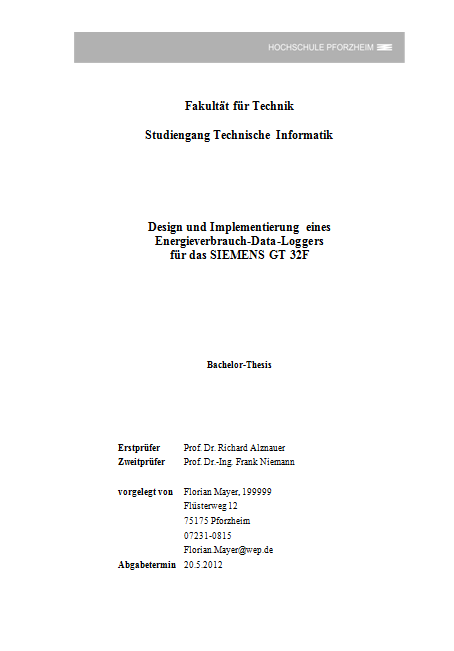 HOCHSCHULE PFORZHEIM
Fakultät für Technik
Studiengang Technische Informatik
Design und Implementierung eines
Energieverbrauch-Data-Loggers
für das SIEMENS GT 32F
Bachelor-Thesis
Erstprüfer Prof. Dr. Richard Alznauer
Zweitprüfer Prof. Dr.-Ing. Frank Niemann
vorgelegt von Florian Mayer, 199999
Flüsterweg 12
75175 Pforzheim
07231-0815
Florian.Mayer@wep.de
Abgabetermin 20.5.2012